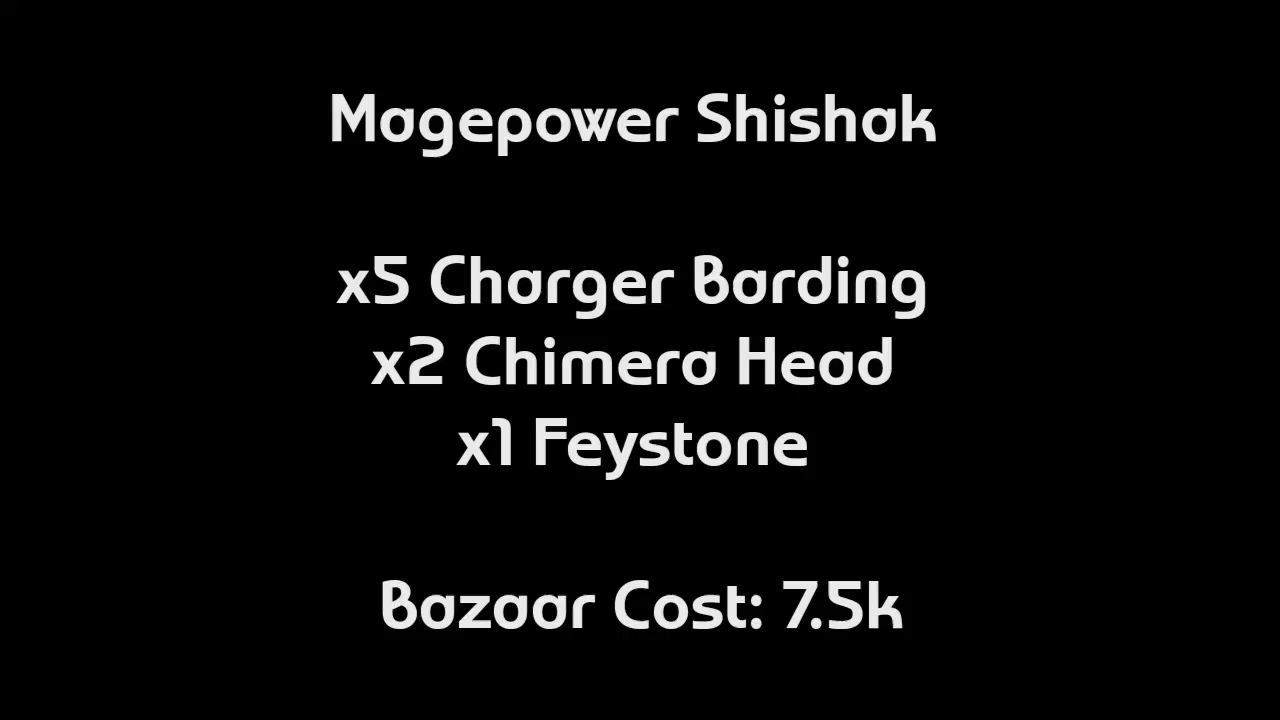 Magepower Shishak
x5 Charger Barding
x2 Chimera Head
x1 Feystone
Bazaar Cost: 7.5k